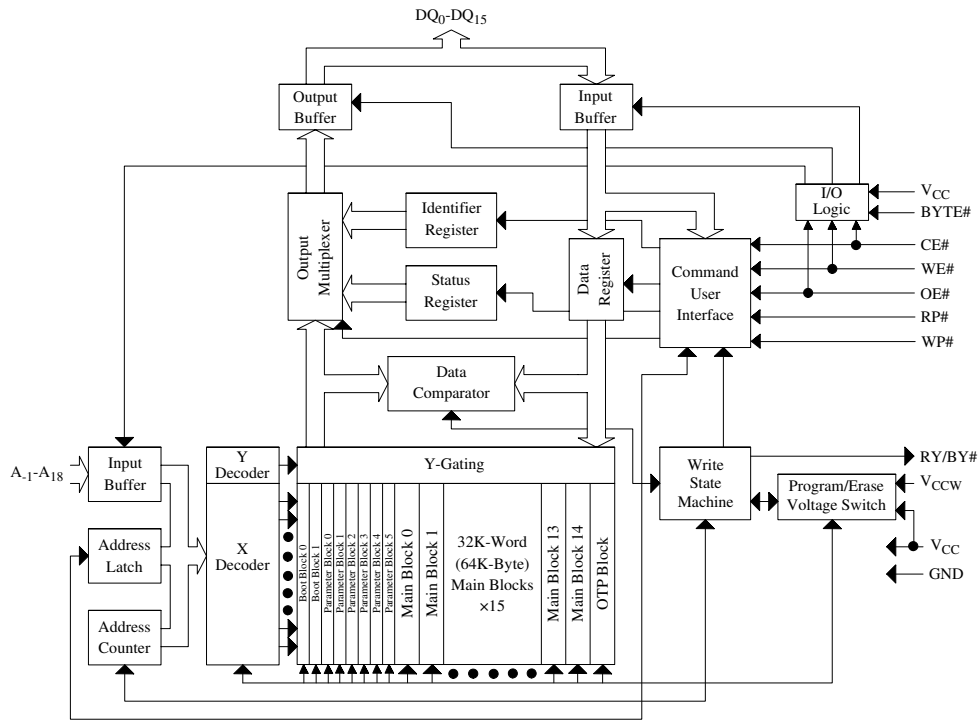 DQ0-DQ15
Output
Buffer
Input
Buffer
I/O
Logic
VCC
BYTE#
CE#
WE#
OE#
RP#
WP#
Output
Multiplexer
Identifier
Register
Status
Register
Data
Register
Command
User
Interface
Data
Comparator
A-1-A18
Input
Buffer
Y
Decoder
Y-Gating
Write
State
Machine
RY/BY#
Program/Erase
Voltage Switch
VCCW
VCC
GND
Address
Latch
X
Decoder
Address
Counter
Boot Block 0
Boot Block 1
Parameter Block 0
Parameter Block 1
Parameter Block 2
Parameter Block 3
Parameter Block 4
Parameter Block 5
Main Block 0
Main Block 1
32K-Word
(64K-Byte)
Main Blocks
×15
Main Block 13
Main Block 14
OTP Block